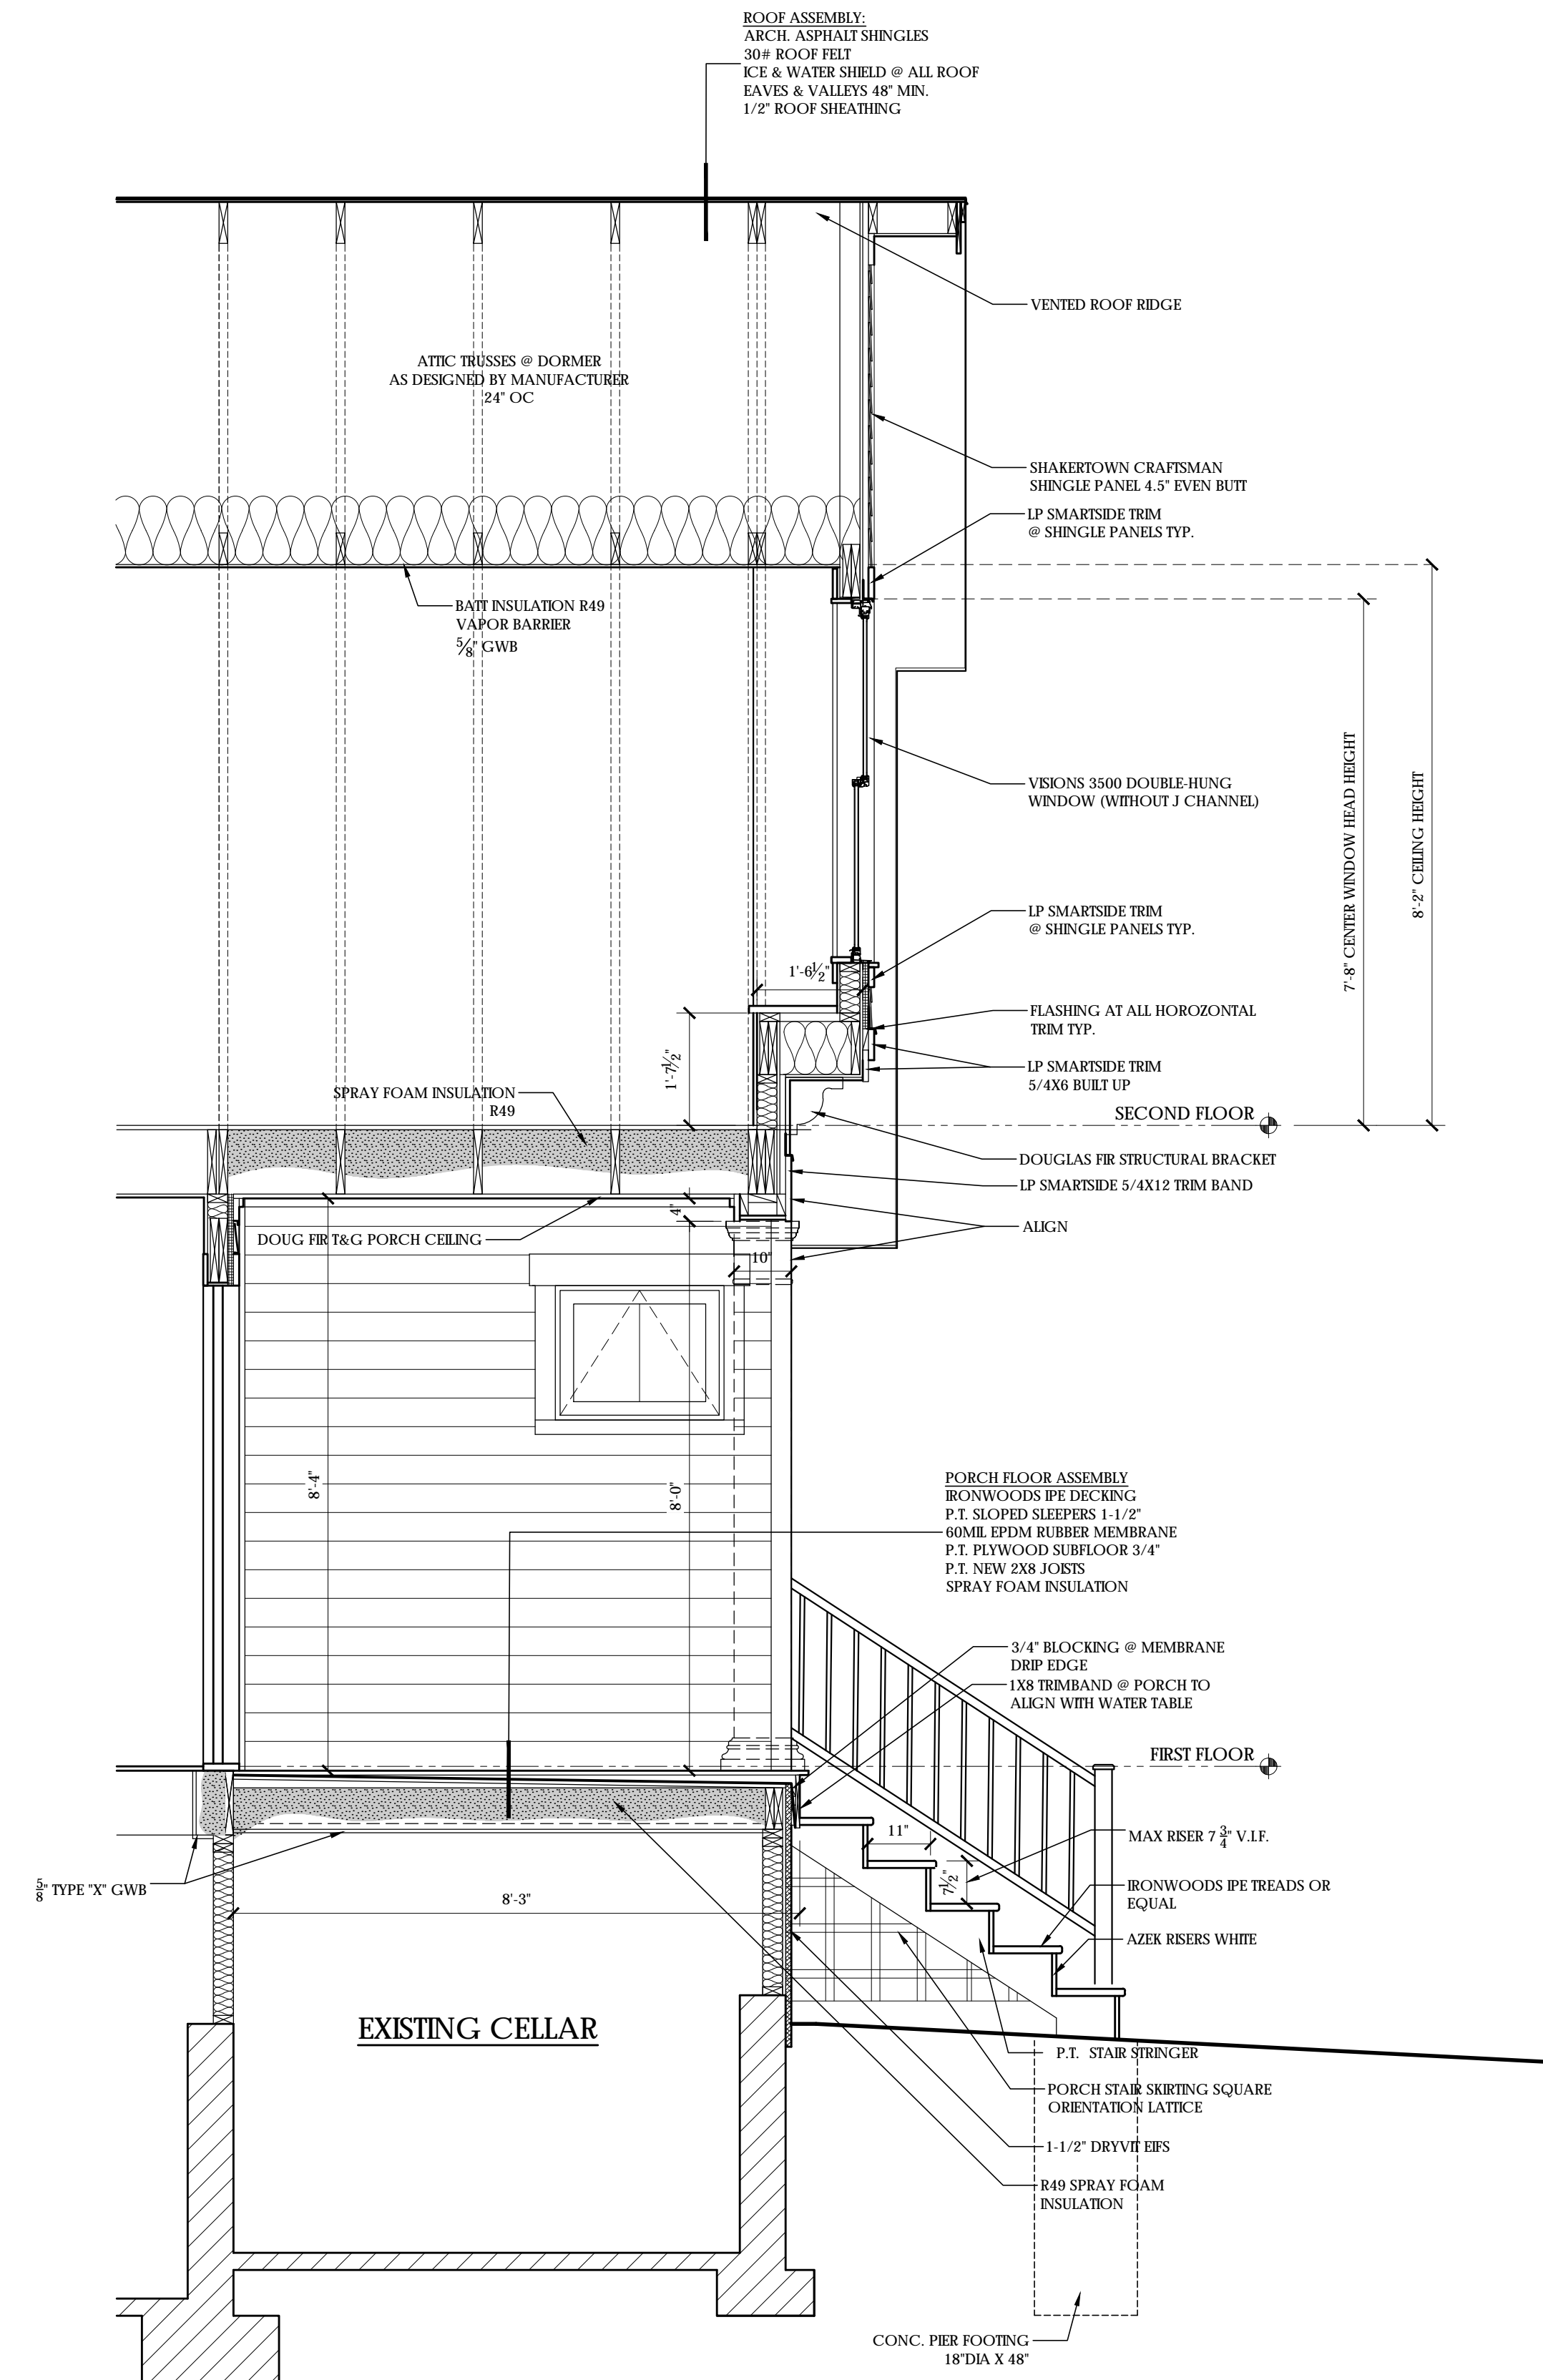 ROOF ASSEMBLY:
ARCH. ASPHALT SHINGLES
30# ROOF FELT
ICE & WATER SHIELD @ ALL ROOF
EAVES & VALLEYS 48" MIN.
1/2" ROOF SHEATHING
VENTED ROOF RIDGE
ATTIC TRUSSES @ DORMER
AS DESIGNED BY MANUFACTURER
24" OC
SHAKERTOWN CRAFTSMAN
SHINGLE PANEL 4.5" EVEN BUTT
LP SMARTSIDE TRIM
@ SHINGLE PANELS TYP.
BATT INSULATION R49
VAPOR BARRIER
5/8" GWB
VISIONS 3500 DOUBLE-HUNG
WINDOW (WITHOUT J CHANNEL)
7'-8" CENTER WINDOW HEAD HEIGHT
8'-2" CEILING HEIGHT
LP SMARTSIDE TRIM
@ SHINGLE PANELS TYP.
1'-6 1/2"
FLASHING AT ALL HOROZONTAL
TRIM TYP.
1'-7 1/2"
LP SMARTSIDE TRIM
5/4X6 BUILT UP
SPRAY FOAM INSULATION
R49
SECOND FLOOR
DOUGLAS FIR STRUCTURAL BRACKET
LP SMARTSIDE 5/4X12 TRIM BAND
4"
ALIGN
DOUG FIR T&G PORCH CEILING
10"
8'-4"
8'-0"
PORCH FLOOR ASSEMBLY
IRONWOODS IPE DECKING
P.T. SLOPED SLEEPERS 1-1/2"
60MIL EPDM RUBBER MEMBRANE
P.T. PLYWOOD SUBFLOOR 3/4"
P.T. NEW 2X8 JOISTS
SPRAY FOAM INSULATION
3/4" BLOCKING @ MEMBRANE
DRIP EDGE
1X8 TRIMBAND @ PORCH TO
ALIGN WITH WATER TABLE
FIRST FLOOR
11"
MAX RISER 7 3/4" V.I.F.
7 1/2"
5/8" TYPE "X" GWB
8'-3"
IRONWOODS IPE TREADS OR
EQUAL
AZEK RISERS WHITE
EXISTING CELLAR
P.T. STAIR STRINGER
PORCH STAIR SKIRTING SQUARE
ORIENTATION LATTICE
1-1/2" DRYVIT EIFS
R49 SPRAY FOAM
INSULATION
CONC. PIER FOOTING
18"DIA X 48"